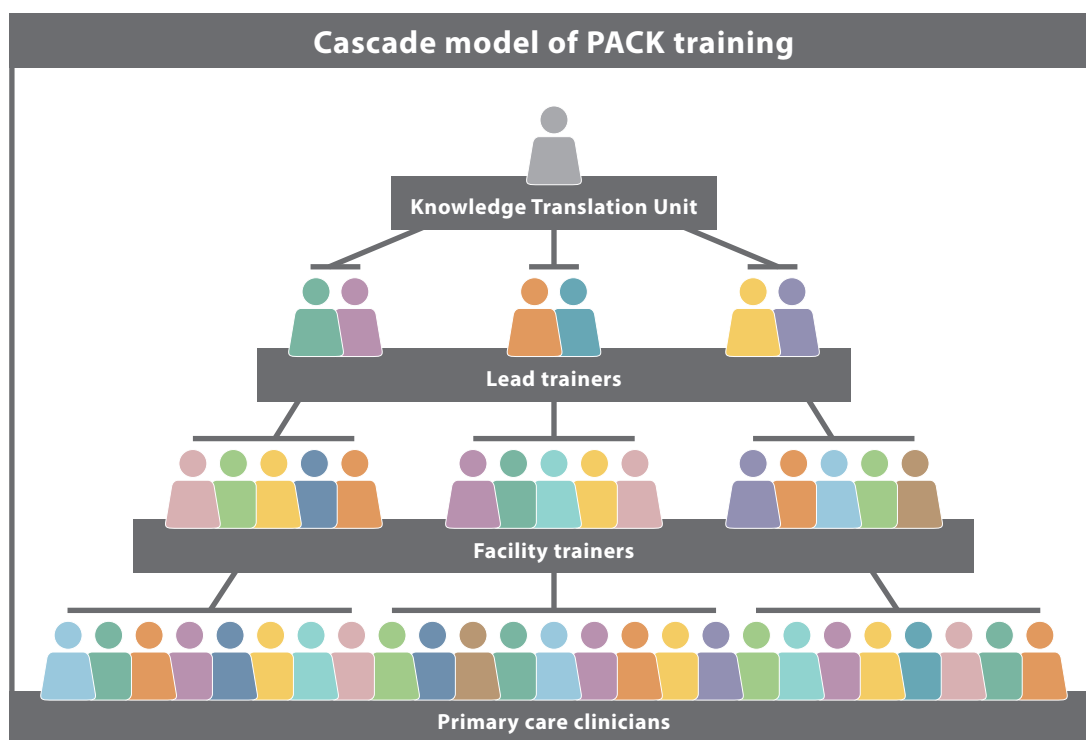 Cascade model of PACK training
Knowledge Translation Unit
Lead trainers
Facility trainers
Primary care clinicians